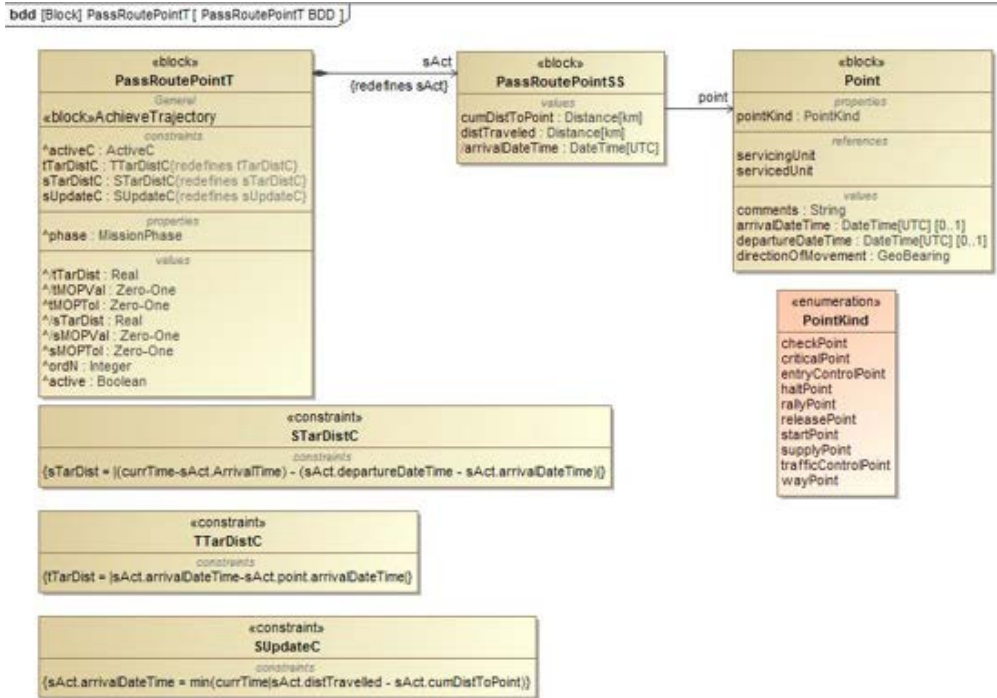 bdd [Block] PassRoutePointT [ PassRoutePointT BDD ]
«block»
PassRoutePointT
General
«block»AchieveTrajectory
constraints
^activeC : ActiveC
tTarDistC : TTarDistC{redefines tTarDistC}
sTarDistC : STarDistC{redefines sTarDistC}
sUpdateC : SUpdateC{redefines sUpdateC}
properties
^phase : MissionPhase
values
^/tTarDist : Real
^/tMOPVal : Zero-One
^tMOPTol : Zero-One
^/sTarDist : Real
^/sMOPVal : Zero-One
^sMOPTol : Zero-One
^ordN : Integer
^active : Boolean
sAct
{redefines sAct}
«block»
PassRoutePointSS
values
cumDistToPoint : Distance[km]
distTraveled : Distance[km]
/arrivalDateTime : DateTime[UTC]
point
«block»
Point
properties
pointKind : PointKind
references
servicingUnit
servicedUnit
values
comments : String
arrivalDateTime : DateTime[UTC] [0..1]
departureDateTime : DateTime[UTC] [0..1]
directionOfMovement : GeoBearing
«enumeration»
PointKind
checkPoint
criticalPoint
entryControlPoint
haltPoint
rallyPoint
releasePoint
startPoint
supplyPoint
trafficControlPoint
wayPoint
«constraint»
STarDistC
constraints
{sTarDist = |(currTime-sAct.ArrivalTime) - (sAct.departureDateTime - sAct.arrivalDateTime)|}
«constraint»
TTarDistC
constraints
{tTarDist = |sAct.arrivalDateTime-sAct.point.arrivalDateTime|}
«constraint»
SUpdateC
constraints
{sAct.arrivalDateTime = min(currTime|sAct.distTravelled - sAct.cumDistToPoint)}